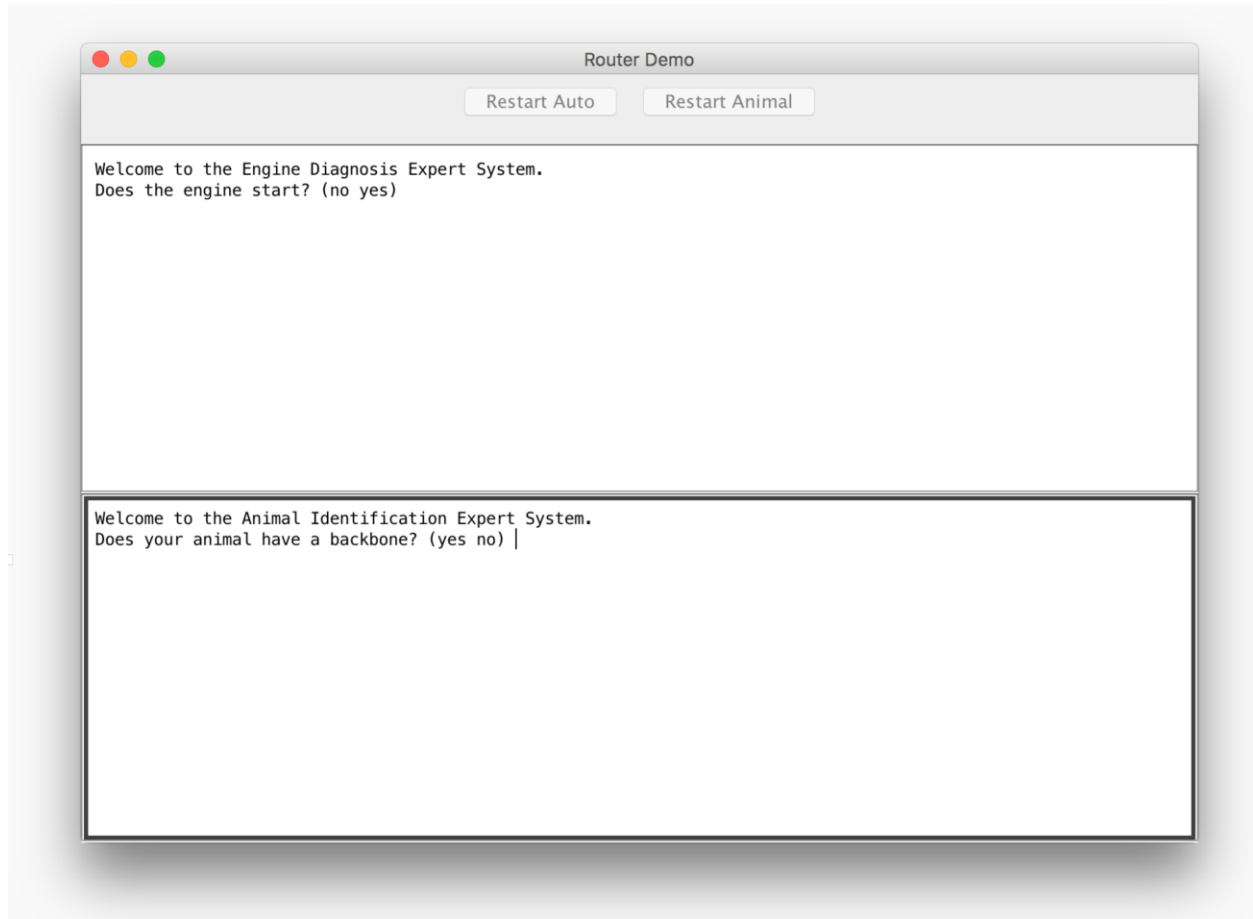 Router Demo
Restart Auto Restart Animal
Welcome to the Engine Diagnosis Expert System.
Does the engine start? (no yes)
Welcome to the Animal Identification Expert System.
Does your animal have a backbone? (yes no)